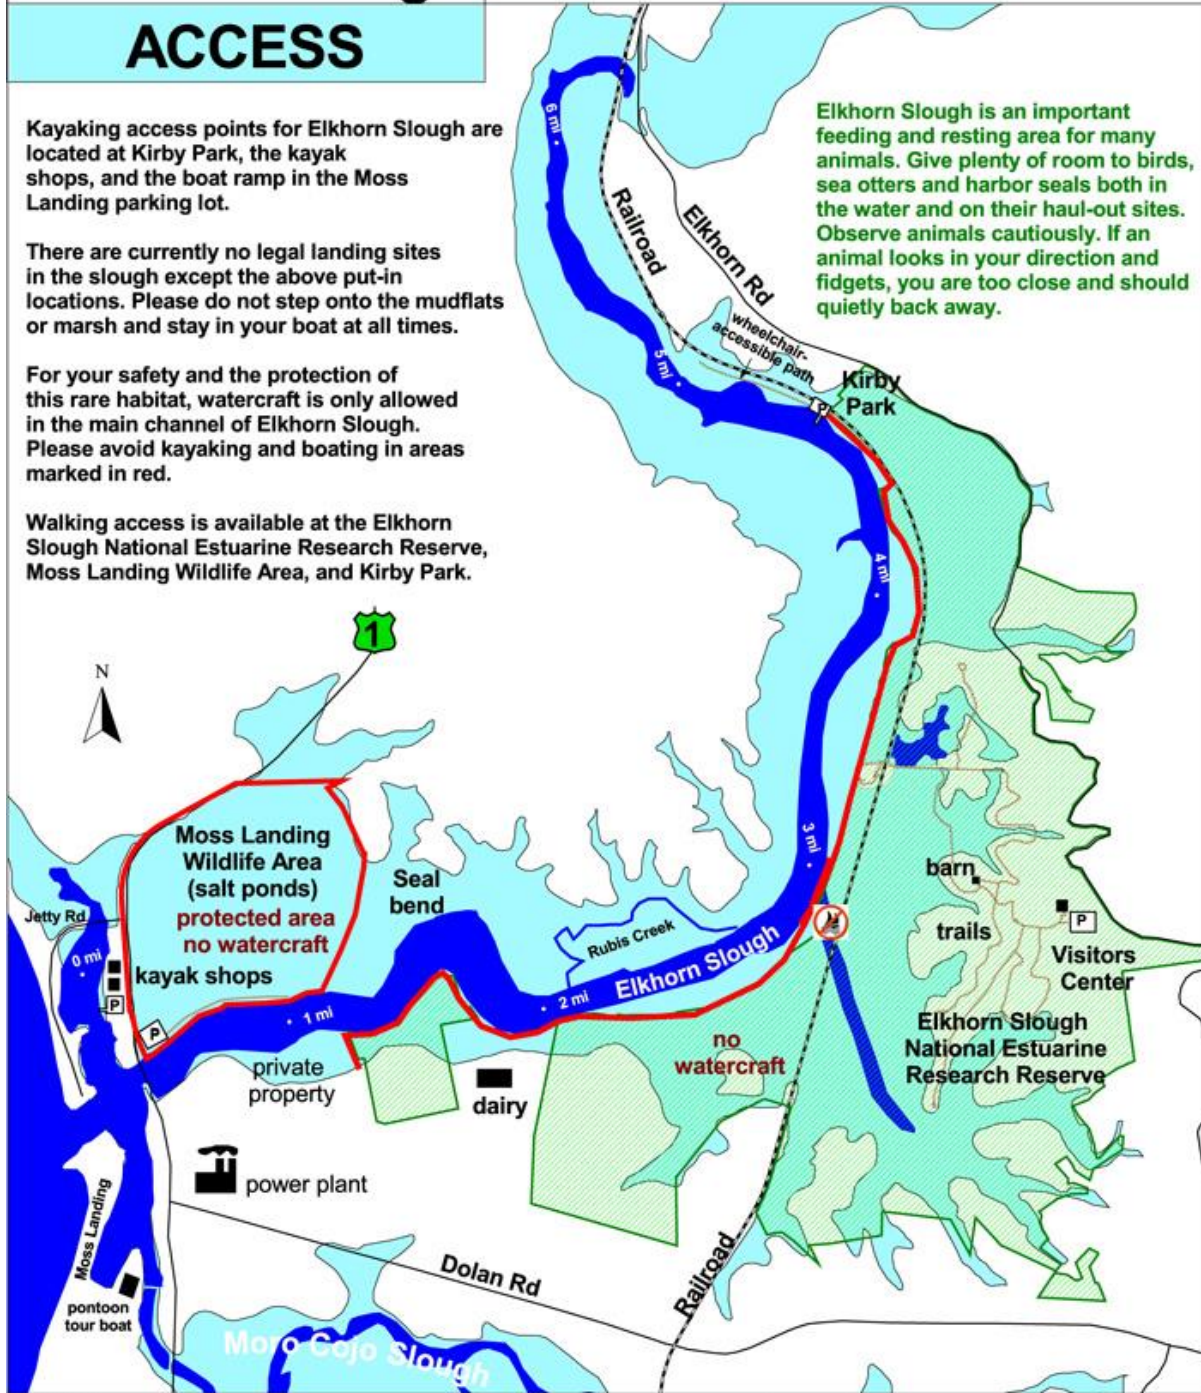 ACCESS
Kayaking access points for Elkhorn Slough are
located at Kirby Park, the kayak
shops, and the boat ramp in the Moss
Landing parking lot.
There are currently no legal landing sites
in the slough except the above put-in
locations. Please do not step onto the mudflats
or marsh and stay in your boat at all times.
For your safety and the protection of
this rare habitat, watercraft is only allowed
in the main channel of Elkhorn Slough.
Please avoid kayaking and boating in areas
marked in red.
Walking access is available at the Elkhorn
Slough National Estuarine Research Reserve,
Moss Landing Wildlife Area, and Kirby Park.
Elkhorn Slough is an important
feeding and resting area for many
animals. Give plenty of room to birds,
sea otters and harbor seals both in
the water and on their haul-out sites.
Observe animals cautiously. If an
animal looks in your direction and
fidgets, you are too close and should
quietly back away.
6 mi
Railroad
Elkhorn Rd
wheelchair-
accessible path
5 mi
P
Kirby
Park
4 mi
1
N
3 mi
Moss Landing
Wildlife Area
(salt ponds)
protected area
no watercraft
Seal
bend
barn
Jetty Rd
Rubis Creek
trails
P
Visitors
Center
0 mi
kayak shops
P
P
1 mi
2 mi
Elkhorn Slough
Elkhorn Slough
National Estuarine
Research Reserve
no
watercraft
private
property
dairy
power plant
Moss Landing
pontoon
tour boat
Dolan Rd
Railroad
Moro Cojo Slough